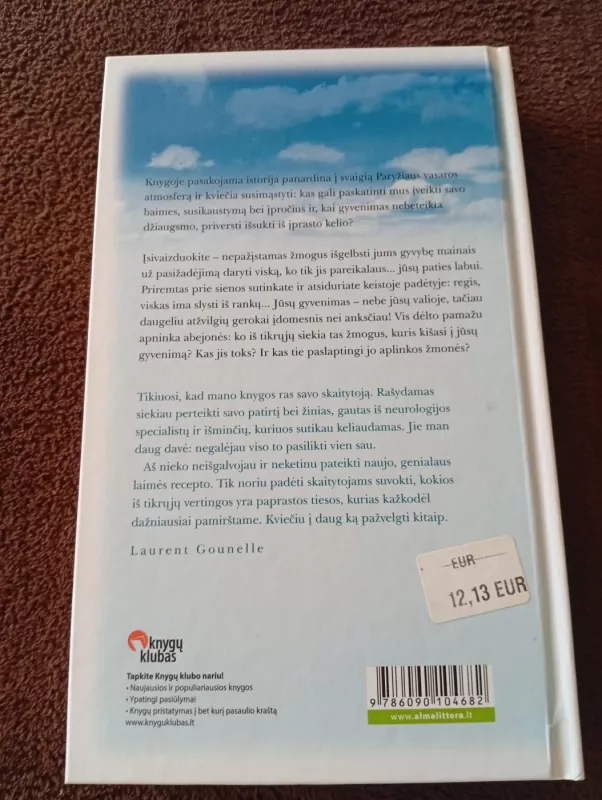 Knygoje pasakojama istorija panardina į svaigią Paryžiaus vasaros
atmosferą ir kviečia susimąstyti: kas gali paskatinti mus įveikti savo
baimes, susikaustymą bei įpročius ir, kai gyvenimas nebeteikia
džiaugsmo, priversti išsukti iš įprasto kelio?
Įsivaizduokite – nepažįstamas žmogus išgelbsti jums gyvybę mainais
už pasižadėjimą daryti viską, ko tik jis pareikalaus... jūsų paties labui.
Priremtas prie sienos sutinkate ir atsiduriate keistoje padėtyje: regis,
viskas ima slysti iš rankų... Jūsų gyvenimas – nebe jūsų valioje, tačiau
daugeliu atžvilgių gerokai įdomesnis nei anksčiau! Vis dėlto pamažu
apninka abejonės: ko iš tikrųjų siekia tas žmogus, kuris kišasi į jūsų
gyvenimą? Kas jis toks? Ir kas tie paslaptingi jo aplinkos žmonės?
Tikiuosi, kad mano knygos ras savo skaitytoją. Rašydamas
siekiau perteikti savo patirtį bei žinias, gautas iš neurologijos
specialistų ir išminčių, kuriuos sutikau keliaudamas. Jie man
daug davė: negalėjau viso to pasilikti vien sau.
Aš nieko neišgalvojau ir neketinu pateikti naujo, genialaus
laimės recepto. Tik noriu padėti skaitytojams suvokti, kokios
iš tikrųjų vertingos yra paprastos tiesos, kurias kažkodėl
dažniausiai pamirštame. Kviečiu į daug ką pažvelgti kitaip.
Laurent Gounelle
EUR
12,13 EUR
knygų
klubas
Tapkite Knygų klubo nariu!
• Naujausios ir populiariausios knygos
• Ypatingi pasiūlymai
• Knygų pristatymas į bet kurį pasaulio kraštą
www.knyguklubas.lt
9 786090 104682
www.almalittera.lt